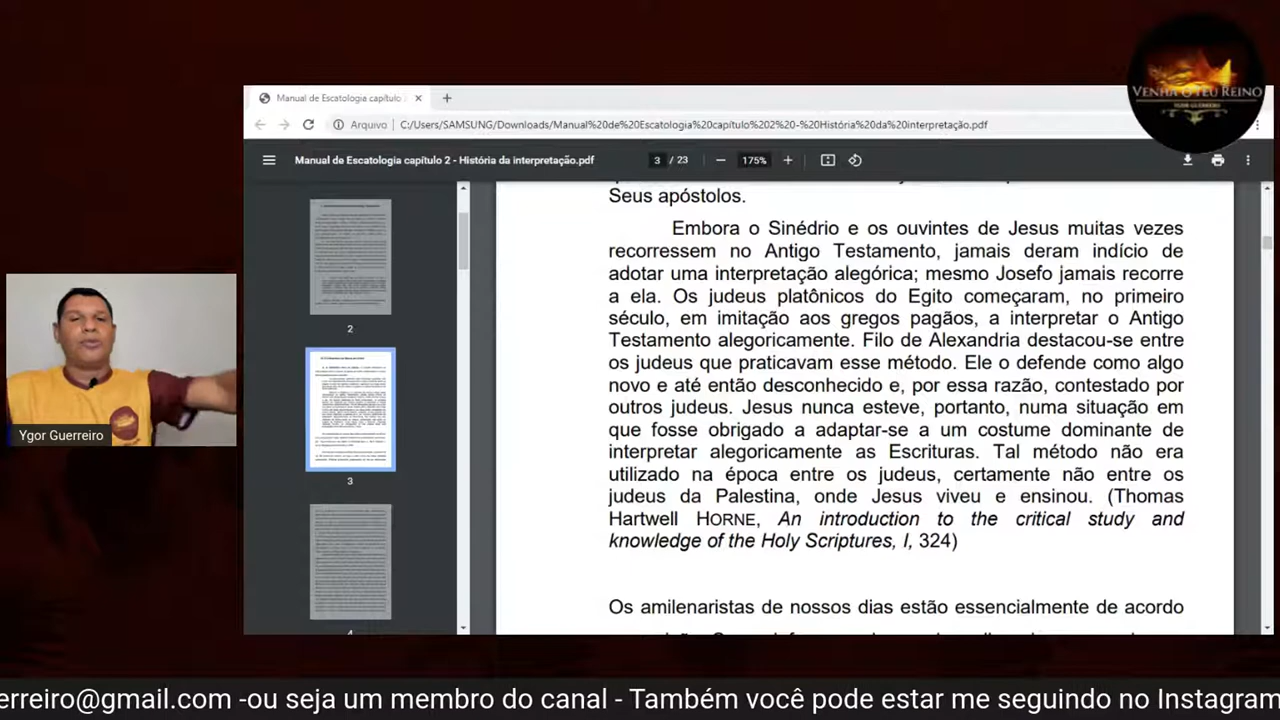 VENHA O TEU REINO
YGOR GUERREIRO
Manual de Escatologia capítulo
Arquivo C:/Users/SAMSUNG/Downloads/Manual%20de%20Escatologia%20capítulo%202%20-%20História%20da%20interpretação.pdf
Manual de Escatologia capítulo 2 - História da interpretação.pdf 3 / 23 175%
Seus apóstolos.
Embora o Sinédrio e os ouvintes de Jesus muitas vezes
recorressem no Antigo Testamento, jamais deram indício de
adotar uma interpretação alegórica; mesmo Josefo jamais recorre
a ela. Os judeus platônicos do Egito começaram, no primeiro
século, em imitação aos gregos pagãos, a interpretar o Antigo
Testamento alegoricamente. Filo de Alexandria destacou-se entre
os judeus que praticavam esse método. Ele o defende como algo
novo e até então desconhecido e, por essa razão, contestado por
outros judeus. Jesus nunca esteve, portanto, numa situação em
que fosse obrigado a adaptar-se a um costume dominante de
interpretar alegoricamente as Escrituras. Tal método não era
utilizado na época entre os judeus, certamente não entre os
judeus da Palestina, onde Jesus viveu e ensinou. (Thomas
Hartwell HORNE, An introduction to the critical study and
knowledge of the Holy Scriptures, I, 324)
Os amilenaristas de nossos dias estão essencialmente de acordo
2
3
4
Ygor Guerreiro
erreiro@gmail.com -ou seja um membro do canal - Também você pode estar me seguindo no Instagram